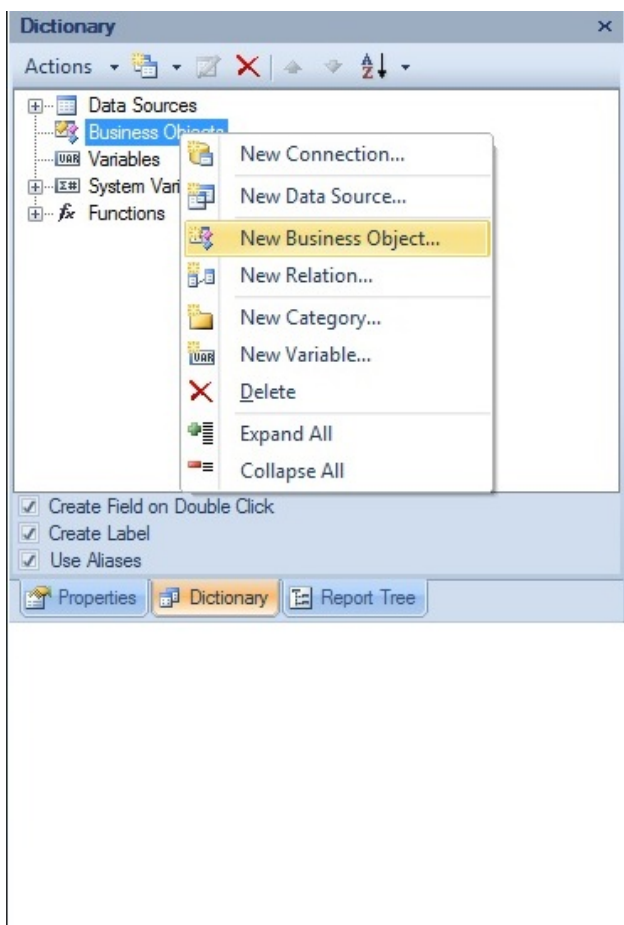 Dictionary
Actions
Data Sources
Business Objects
Variables
System Vari
Functions
New Connection...
New Data Source...
New Business Object...
New Relation...
New Category...
New Variable...
Delete
Expand All
Collapse All
Create Field on Double Click
Create Label
Use Aliases
Properties Dictionary Report Tree